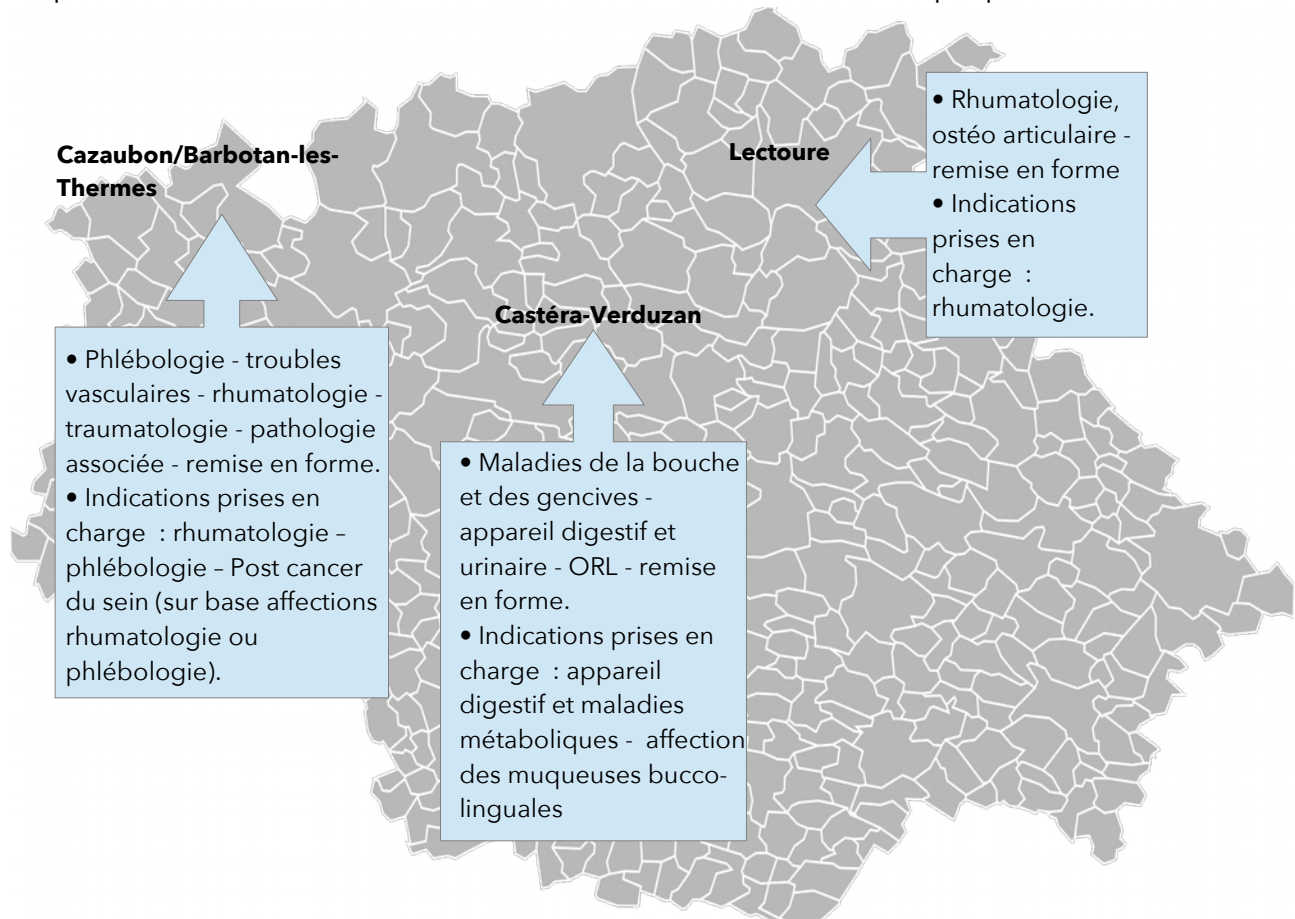 Cazaubon/Barbotan-les-
Thermes
• Phlébologie - troubles
vasculaires - rhumatologie -
traumatologie - pathologie
associée - remise en forme.
• Indications prises en
charge : rhumatologie –
phlébologie – Post cancer
du sein (sur base affections
rhumatologie ou
phlébologie).
Castéra-Verduzan
• Maladies de la bouche
et des gencives -
appareil digestif et
urinaire - ORL - remise
en forme.
• Indications prises en
charge : appareil
digestif et maladies
métaboliques - affection
des muqueuses bucco-
linguales
Lectoure
• Rhumatologie,
ostéo articulaire -
remise en forme
• Indications
prises en
charge :
rhumatologie.